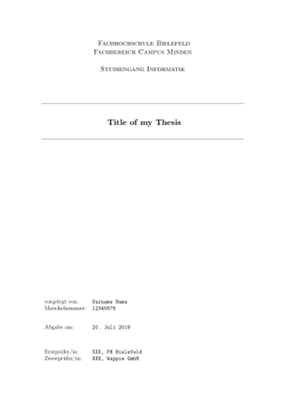 Fachhochschule Bielefeld
Fachbereich Campus Minden
Studiengang Informatik
Title of my Thesis
vorgelegt von: Surname Name
Matrikelnummer: 12345678
Abgabe am: 20. Juli 2019
Erstprüfer/in: XXX, FH Bielefeld
Zweitprüfer/in: XXX, Wuppie GmbH